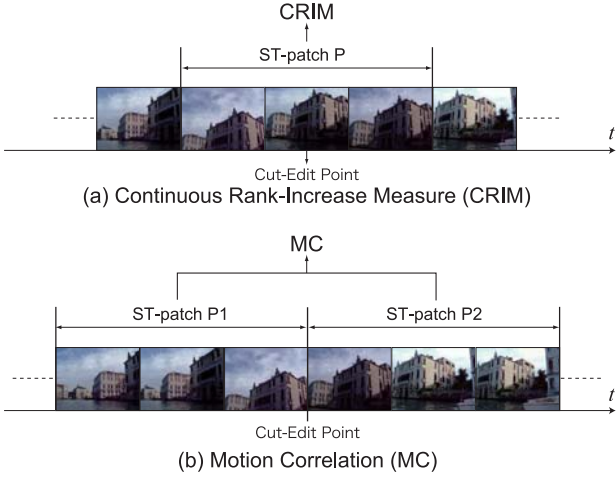 CRIM
ST-patch P
t
Cut-Edit Point
(a) Continuous Rank-Increase Measure (CRIM)
MC
ST-patch P1
ST-patch P2
t
Cut-Edit Point
(b) Motion Correlation (MC)